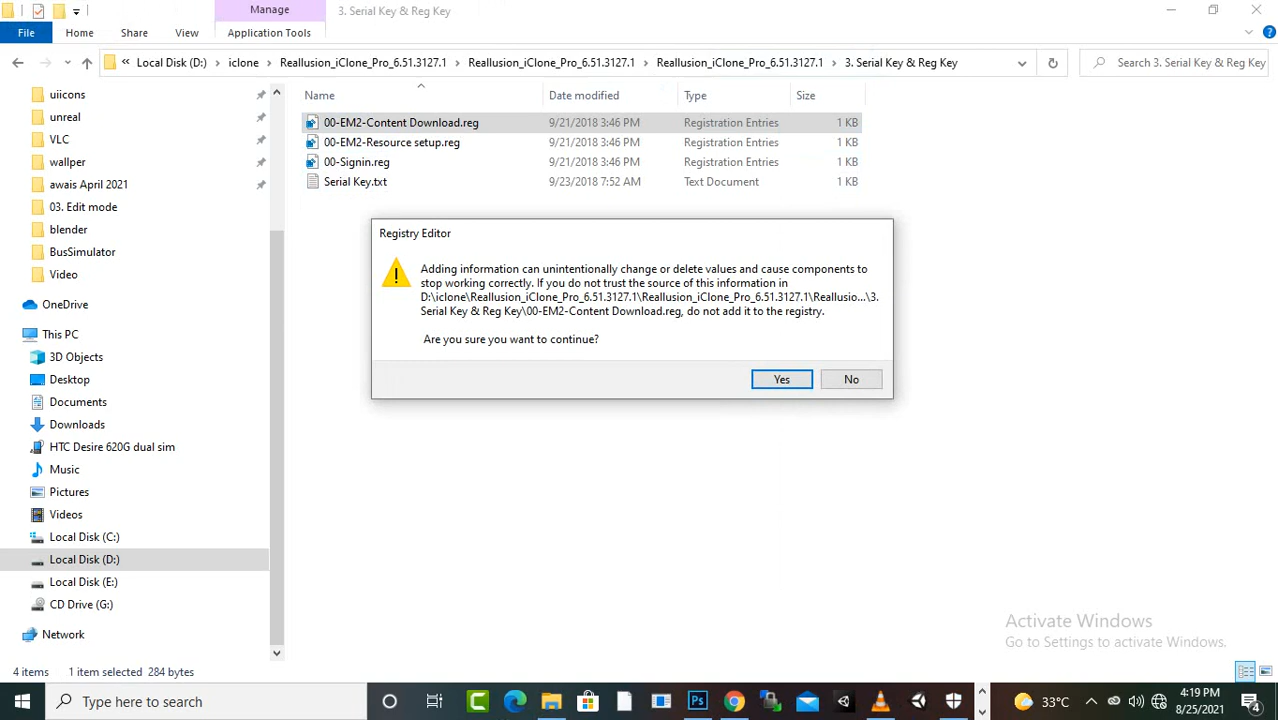 Manage
3. Serial Key & Reg Key
File
Home
Share
View
Application Tools
« Local Disk (D:) › iclone › Reallusion_iClone_Pro_6.51.3127.1 › Reallusion_iClone_Pro_6.51.3127.1 › Reallusion_iClone_Pro_6.51.3127.1 › 3. Serial Key & Reg Key
Search 3. Serial Key & Reg Key
Name
Date modified
Type
Size
00-EM2-Content Download.reg 9/21/2018 3:46 PM Registration Entries 1 KB
00-EM2-Resource setup.reg 9/21/2018 3:46 PM Registration Entries 1 KB
00-Signin.reg 9/21/2018 3:46 PM Registration Entries 1 KB
Serial Key.txt 9/23/2018 7:52 AM Text Document 1 KB
uiicons
unreal
VLC
wallper
awais April 2021
03. Edit mode
blender
BusSimulator
Video
OneDrive
This PC
3D Objects
Desktop
Documents
Downloads
HTC Desire 620G dual sim
Music
Pictures
Videos
Local Disk (C:)
Local Disk (D:)
Local Disk (E:)
CD Drive (G:)
Network
Registry Editor
Adding information can unintentionally change or delete values and cause components to
stop working correctly. If you do not trust the source of this information in
D:\iclone\Reallusion_iClone_Pro_6.51.3127.1\Reallusion_iClone_Pro_6.51.3127.1\Reallusio...\3.
Serial Key & Reg Key\00-EM2-Content Download.reg, do not add it to the registry.
Are you sure you want to continue?
Yes
No
Activate Windows
Go to Settings to activate Windows.
4 items
1 item selected 284 bytes
Type here to search
Ps
33°C
4:19 PM
8/25/2021
4